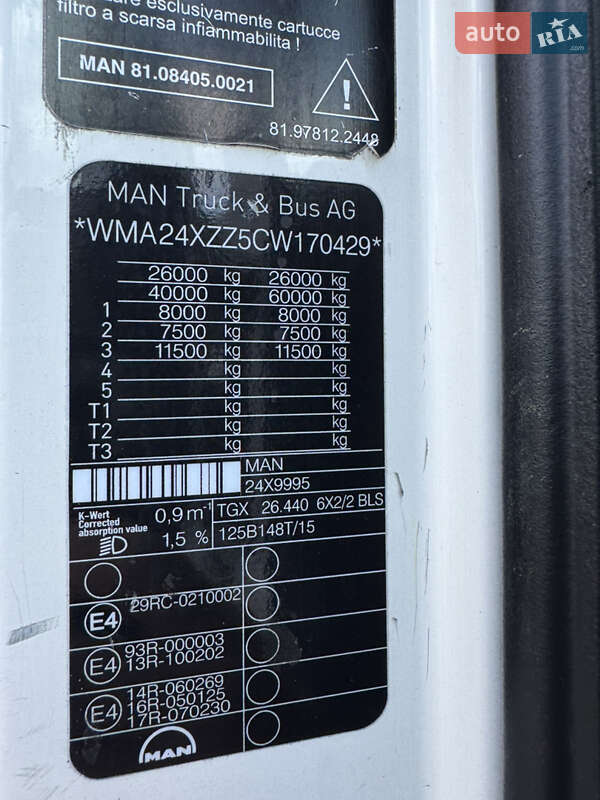 auto RIA .com
are esclusivamente cartucce
filtro a scarsa infiammabilita !
MAN 81.08405.0021
!
81.97812.2448
MAN Truck & Bus AG
*WMA24XZZ5CW170429*
26000 kg 26000 kg
40000 kg 60000 kg
1 8000 kg 8000 kg
2 7500 kg 7500 kg
3 11500 kg 11500 kg
4 kg kg
5 kg kg
T1 kg kg
T2 kg kg
T3 kg kg
MAN
24X9995
K-Wert
Corrected
absorption value
0,9 m-1
1,5 %
TGX 26.440 6X2/2 BLS
125B148T/15
29RC-0210002
E4
93R-000003
E4 13R-100202
14R-060269
E4 16R-050125
17R-070230
MAN